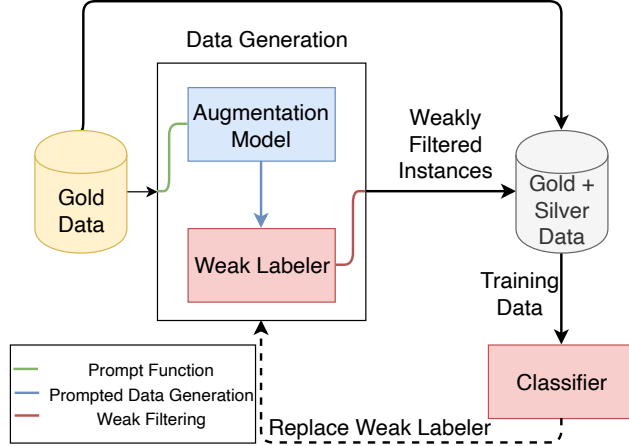 Data Generation
Augmentation
Model
Weakly
Filtered
Instances
Gold
Data
Gold +
Silver
Data
Weak Labeler
Training
Data
Prompt Function
Prompted Data Generation
Weak Filtering
Classifier
Replace Weak Labeler